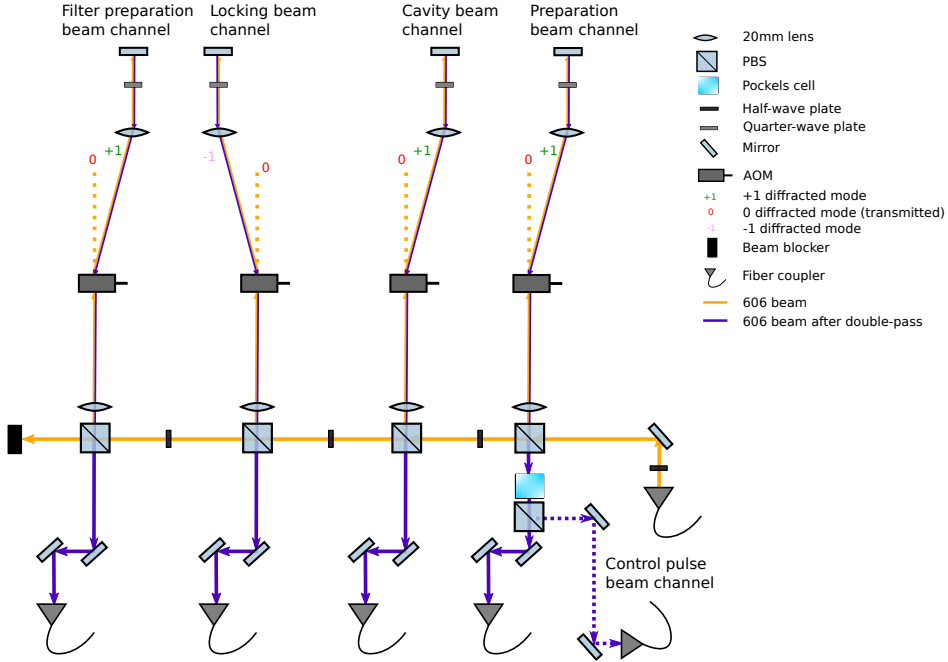 Filter preparation
beam channel
Locking beam
channel
Cavity beam
channel
Preparation
beam channel
20mm lens
PBS
Pockels cell
Half-wave plate
Quarter-wave plate
Mirror
AOM
+1 +1 diffracted mode
0 0 diffracted mode (transmitted)
-1 -1 diffracted mode
Beam blocker
Fiber coupler
606 beam
606 beam after double-pass
0 +1
-1 0
0 +1
0 +1
Control pulse
beam channel